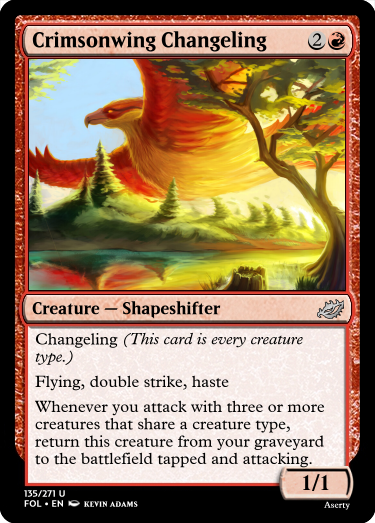 Crimsonwing Changeling 2
Creature — Shapeshifter
Changeling (This card is every creature
type.)
Flying, double strike, haste
Whenever you attack with three or more
creatures that share a creature type,
return this creature from your graveyard
to the battlefield tapped and attacking.
1/1
135/271 U
FOL • EN KEVIN ADAMS
Aserty